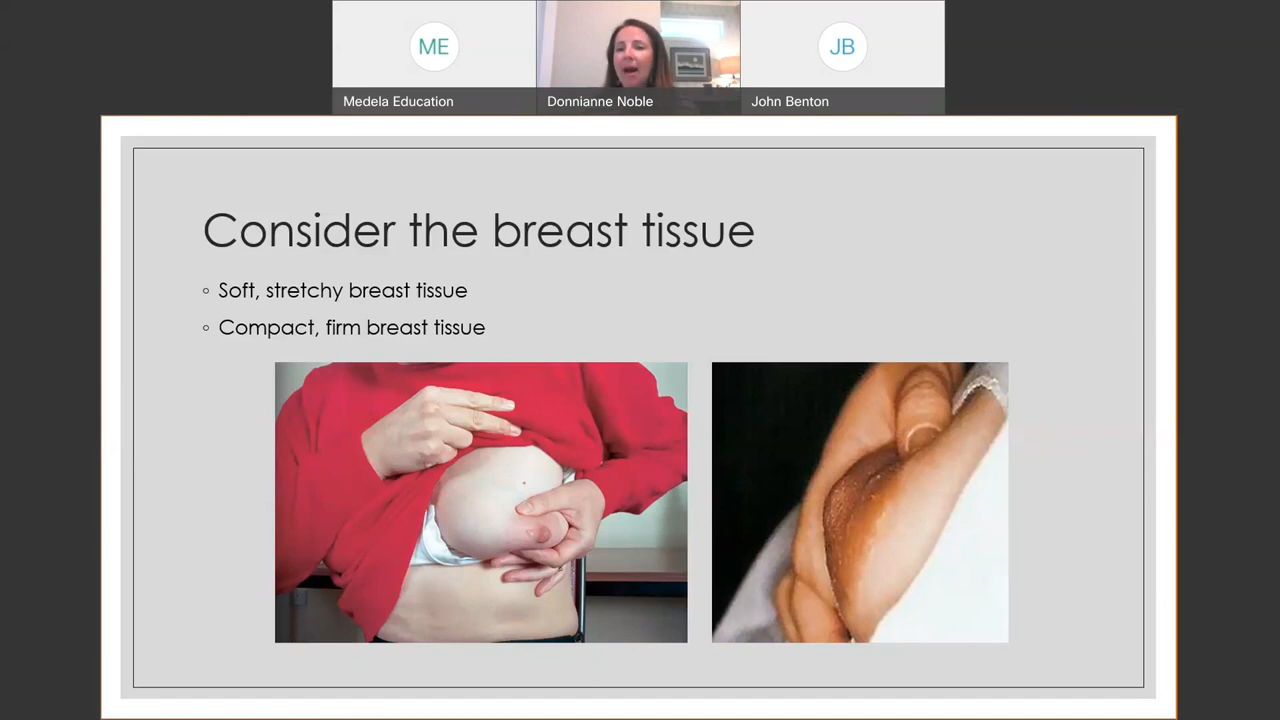 ME
JB
Medela Education
Donnianne Noble
John Benton
Consider the breast tissue
◦ Soft, stretchy breast tissue
◦ Compact, firm breast tissue